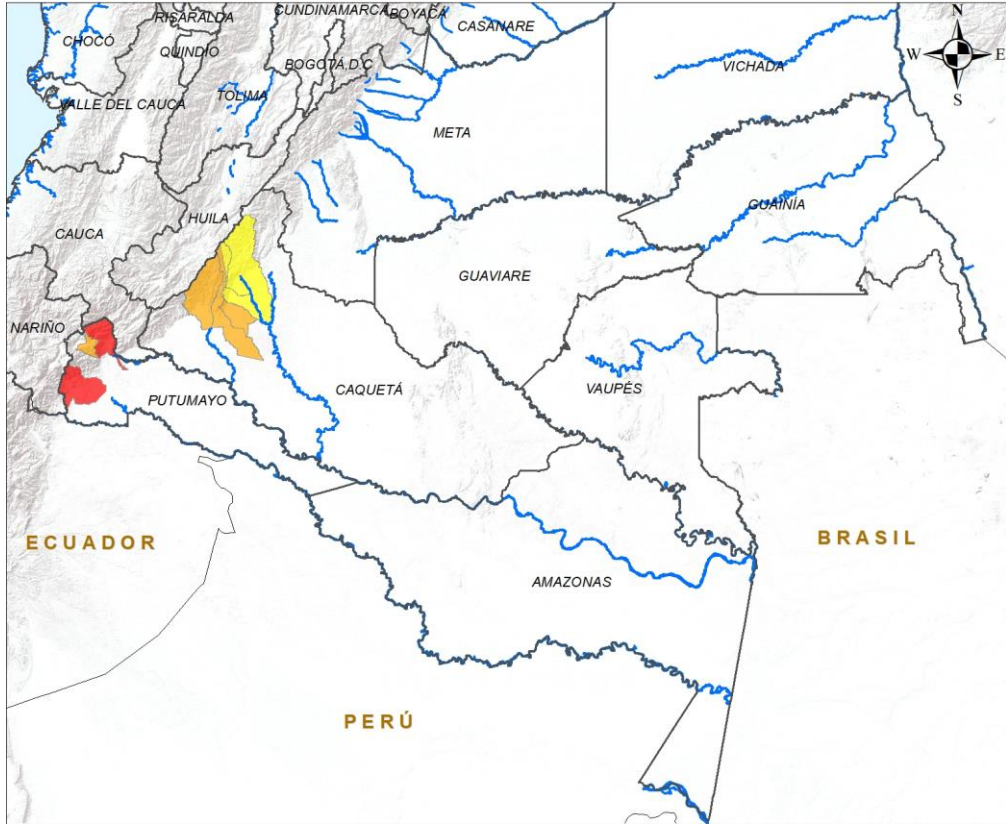 RISARALDA
CUNDINAMARCA
BOYACÁ
CASANARE
N
CHOCÓ
QUINDIO
BOGOTÁ D.C
W
E
VICHADA
S
VALLE DEL CAUCA
TOLIMA
META
GUAINÍA
HUILA
CAUCA
GUAVIARE
NARIÑO
CAQUETÁ
VAUPÉS
PUTUMAYO
ECUADOR
BRASIL
AMAZONAS
PERÚ